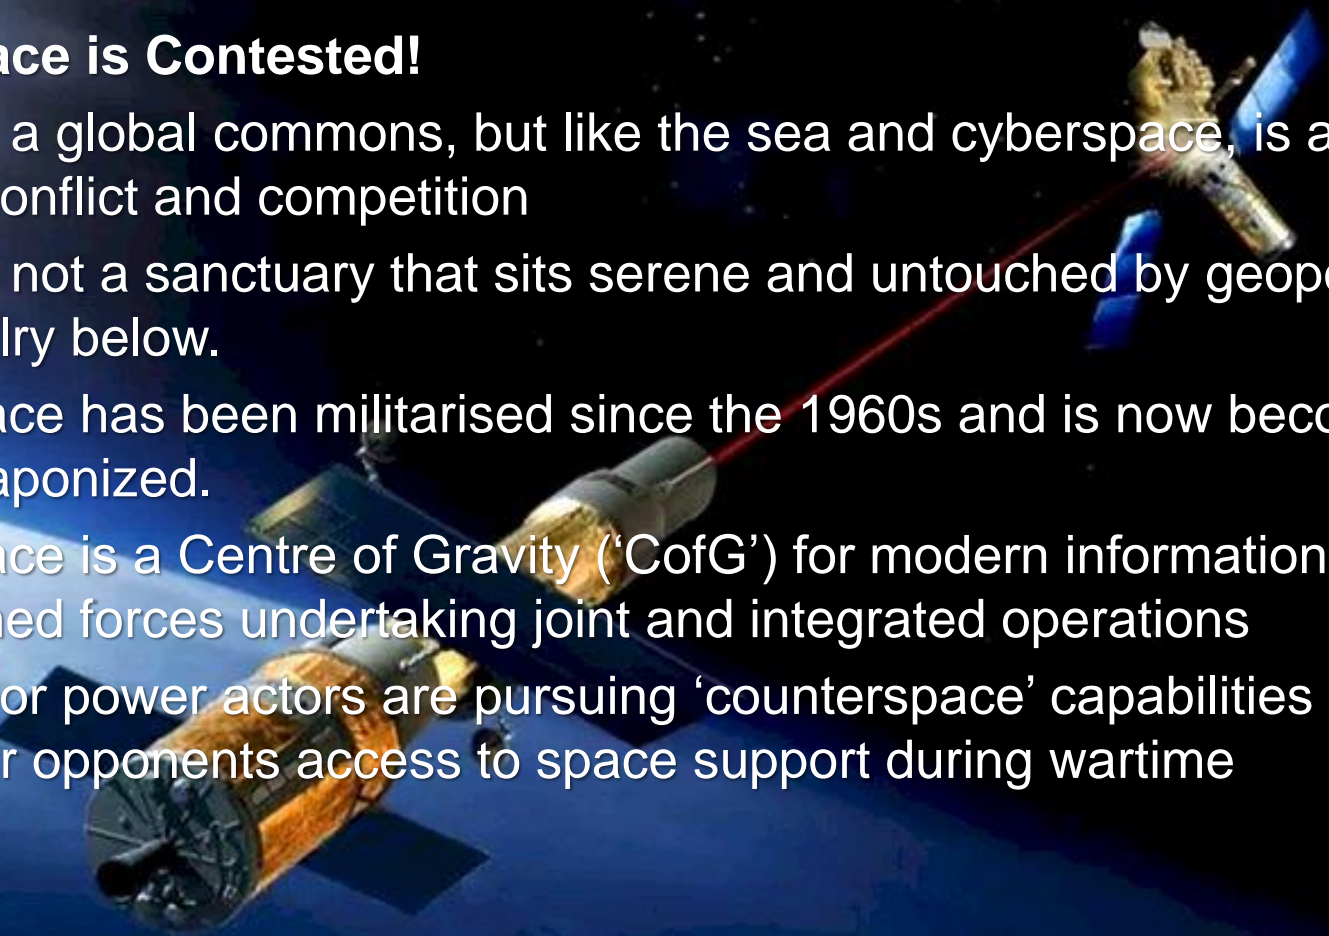 ace is Contested!
a global commons, but like the sea and cyberspace, is a
onflict and competition
not a sanctuary that sits serene and untouched by geopo
lry below.
ace has been militarised since the 1960s and is now beco
aponized.
ace is a Centre of Gravity (‘CofG’) for modern information
ned forces undertaking joint and integrated operations
or power actors are pursuing ‘counterspace’ capabilities
r opponents access to space support during wartime